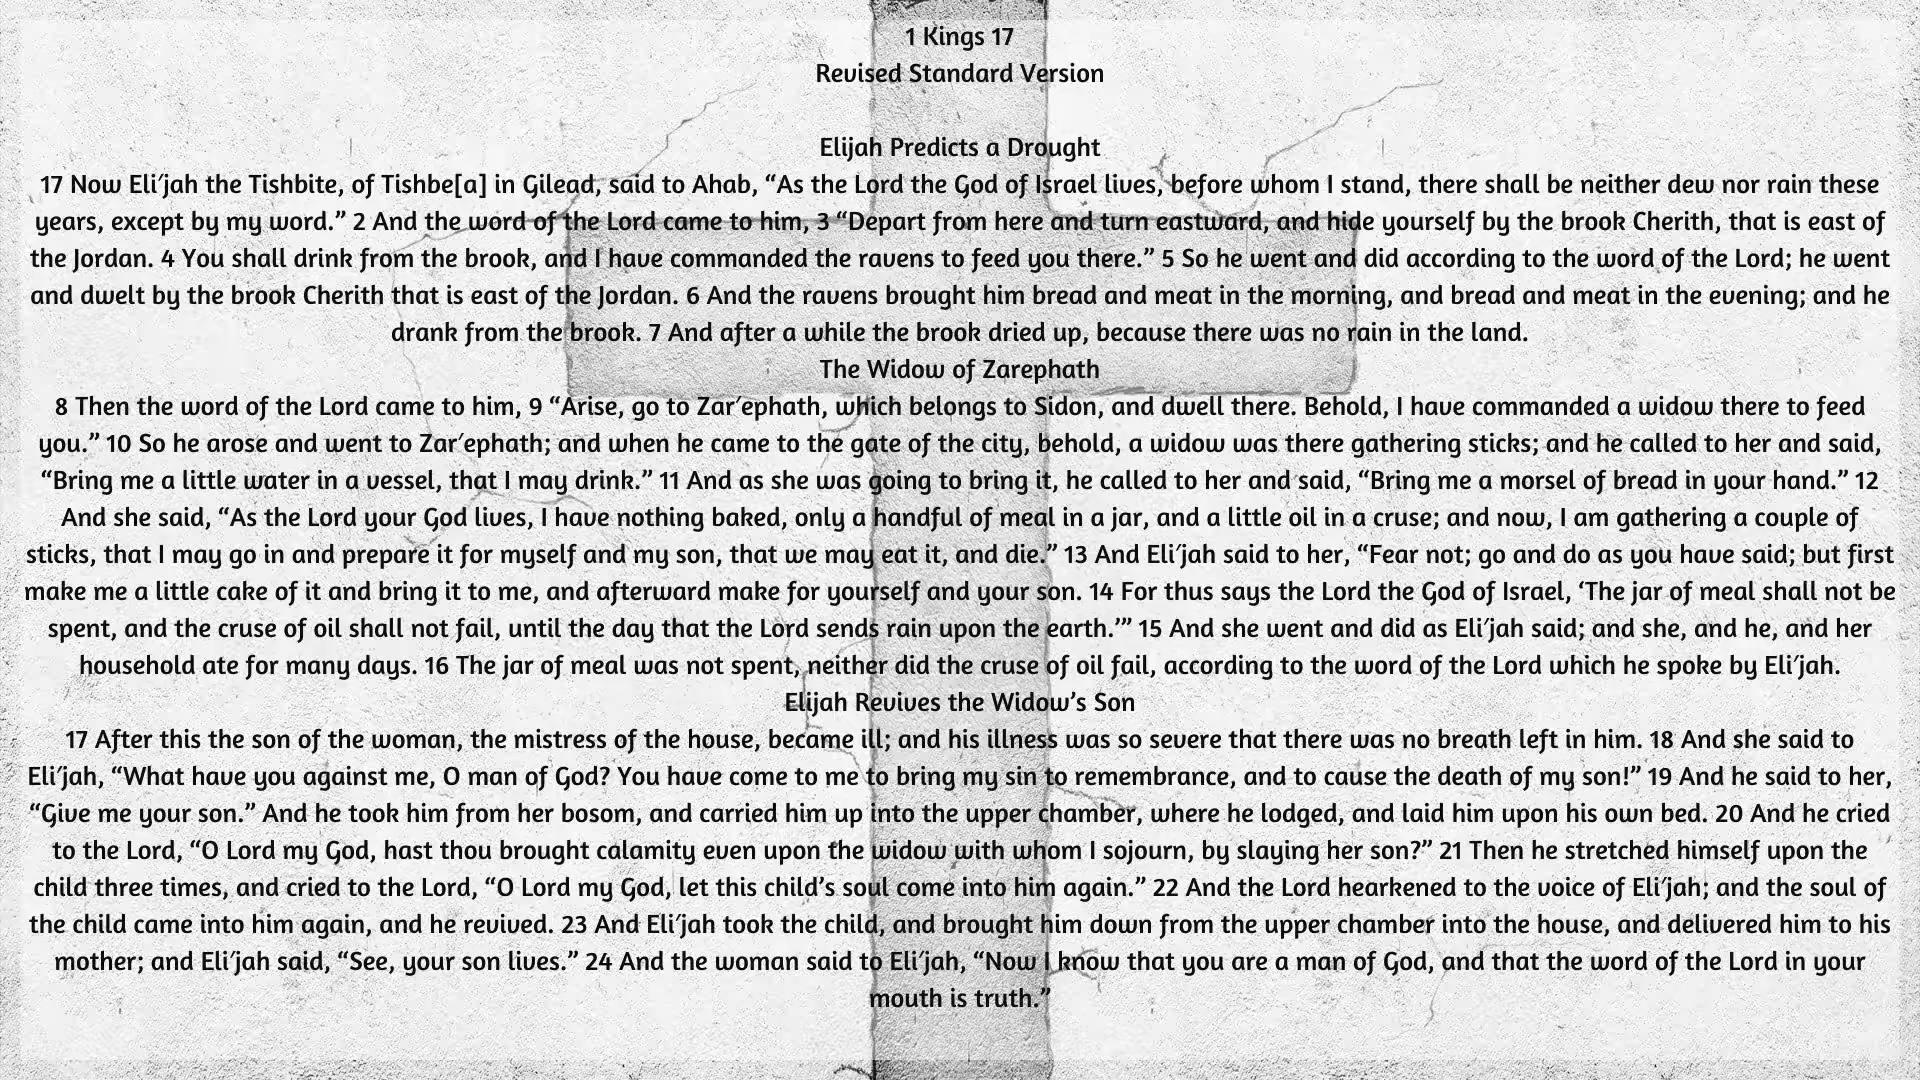 1 Kings 17
Revised Standard Version
Elijah Predicts a Drought
17 Now Eli′jah the Tishbite, of Tishbe[a] in Gilead, said to Ahab, “As the Lord the God of Israel lives, before whom I stand, there shall be neither dew nor rain these
years, except by my word.” 2 And the word of the Lord came to him, 3 “Depart from here and turn eastward, and hide yourself by the brook Cherith, that is east of
the Jordan. 4 You shall drink from the brook, and I have commanded the ravens to feed you there.” 5 So he went and did according to the word of the Lord; he went
and dwelt by the brook Cherith that is east of the Jordan. 6 And the ravens brought him bread and meat in the morning, and bread and meat in the evening; and he
drank from the brook. 7 And after a while the brook dried up, because there was no rain in the land.
The Widow of Zarephath
8 Then the word of the Lord came to him, 9 “Arise, go to Zar′ephath, which belongs to Sidon, and dwell there. Behold, I have commanded a widow there to feed
you.” 10 So he arose and went to Zar′ephath; and when he came to the gate of the city, behold, a widow was there gathering sticks; and he called to her and said,
“Bring me a little water in a vessel, that I may drink.” 11 And as she was going to bring it, he called to her and said, “Bring me a morsel of bread in your hand.” 12
And she said, “As the Lord your God lives, I have nothing baked, only a handful of meal in a jar, and a little oil in a cruse; and now, I am gathering a couple of
sticks, that I may go in and prepare it for myself and my son, that we may eat it, and die.” 13 And Eli′jah said to her, “Fear not; go and do as you have said; but first
make me a little cake of it and bring it to me, and afterward make for yourself and your son. 14 For thus says the Lord the God of Israel, ‘The jar of meal shall not be
spent, and the cruse of oil shall not fail, until the day that the Lord sends rain upon the earth.’” 15 And she went and did as Eli′jah said; and she, and he, and her
household ate for many days. 16 The jar of meal was not spent, neither did the cruse of oil fail, according to the word of the Lord which he spoke by Eli′jah.
Elijah Revives the Widow’s Son
17 After this the son of the woman, the mistress of the house, became ill; and his illness was so severe that there was no breath left in him. 18 And she said to
Eli′jah, “What have you against me, O man of God? You have come to me to bring my sin to remembrance, and to cause the death of my son!” 19 And he said to her,
“Give me your son.” And he took him from her bosom, and carried him up into the upper chamber, where he lodged, and laid him upon his own bed. 20 And he cried
to the Lord, “O Lord my God, hast thou brought calamity even upon the widow with whom I sojourn, by slaying her son?” 21 Then he stretched himself upon the
child three times, and cried to the Lord, “O Lord my God, let this child’s soul come into him again.” 22 And the Lord hearkened to the voice of Eli′jah; and the soul of
the child came into him again, and he revived. 23 And Eli′jah took the child, and brought him down from the upper chamber into the house, and delivered him to his
mother; and Eli′jah said, “See, your son lives.” 24 And the woman said to Eli′jah, “Now I know that you are a man of God, and that the word of the Lord in your
mouth is truth.”